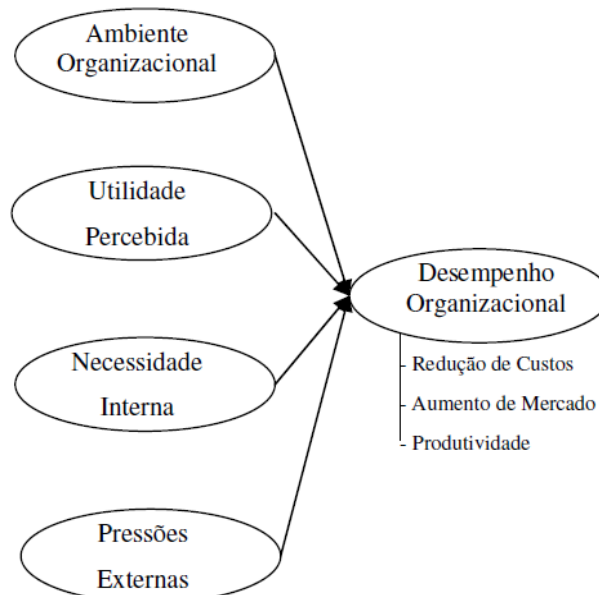 Ambiente
Organizacional
Utilidade
Percebida
Necessidade
Interna
Pressões
Externas
Desempenho
Organizacional
- Redução de Custos
- Aumento de Mercado
- Produtividade